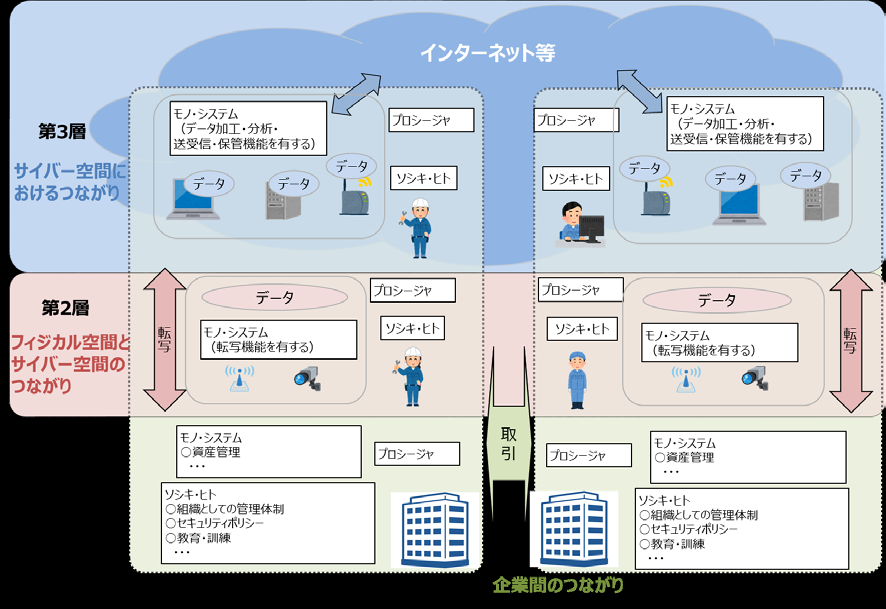 インターネット等
第3層
サイバー空間に
おけるつながり
モノ・システム
（データ加工・分析・
送受信・保管機能を有する）
データ
データ
データ
プロシージャ
ソシキ・ヒト
プロシージャ
ソシキ・ヒト
モノ・システム
（データ加工・分析・
送受信・保管機能を有する）
データ
データ
データ
第2層
フィジカル空間と
サイバー空間の
つながり
転写
データ
モノ・システム
（転写機能を有する）
プロシージャ
ソシキ・ヒト
プロシージャ
ソシキ・ヒト
データ
モノ・システム
（転写機能を有する）
転写
モノ・システム
○資産管理
・・・
プロシージャ
ソシキ・ヒト
○組織としての管理体制
○セキュリティポリシー
○教育・訓練
・・・
取引
プロシージャ
モノ・システム
○資産管理
・・・
ソシキ・ヒト
○組織としての管理体制
○セキュリティポリシー
○教育・訓練
・・・
企業間のつながり